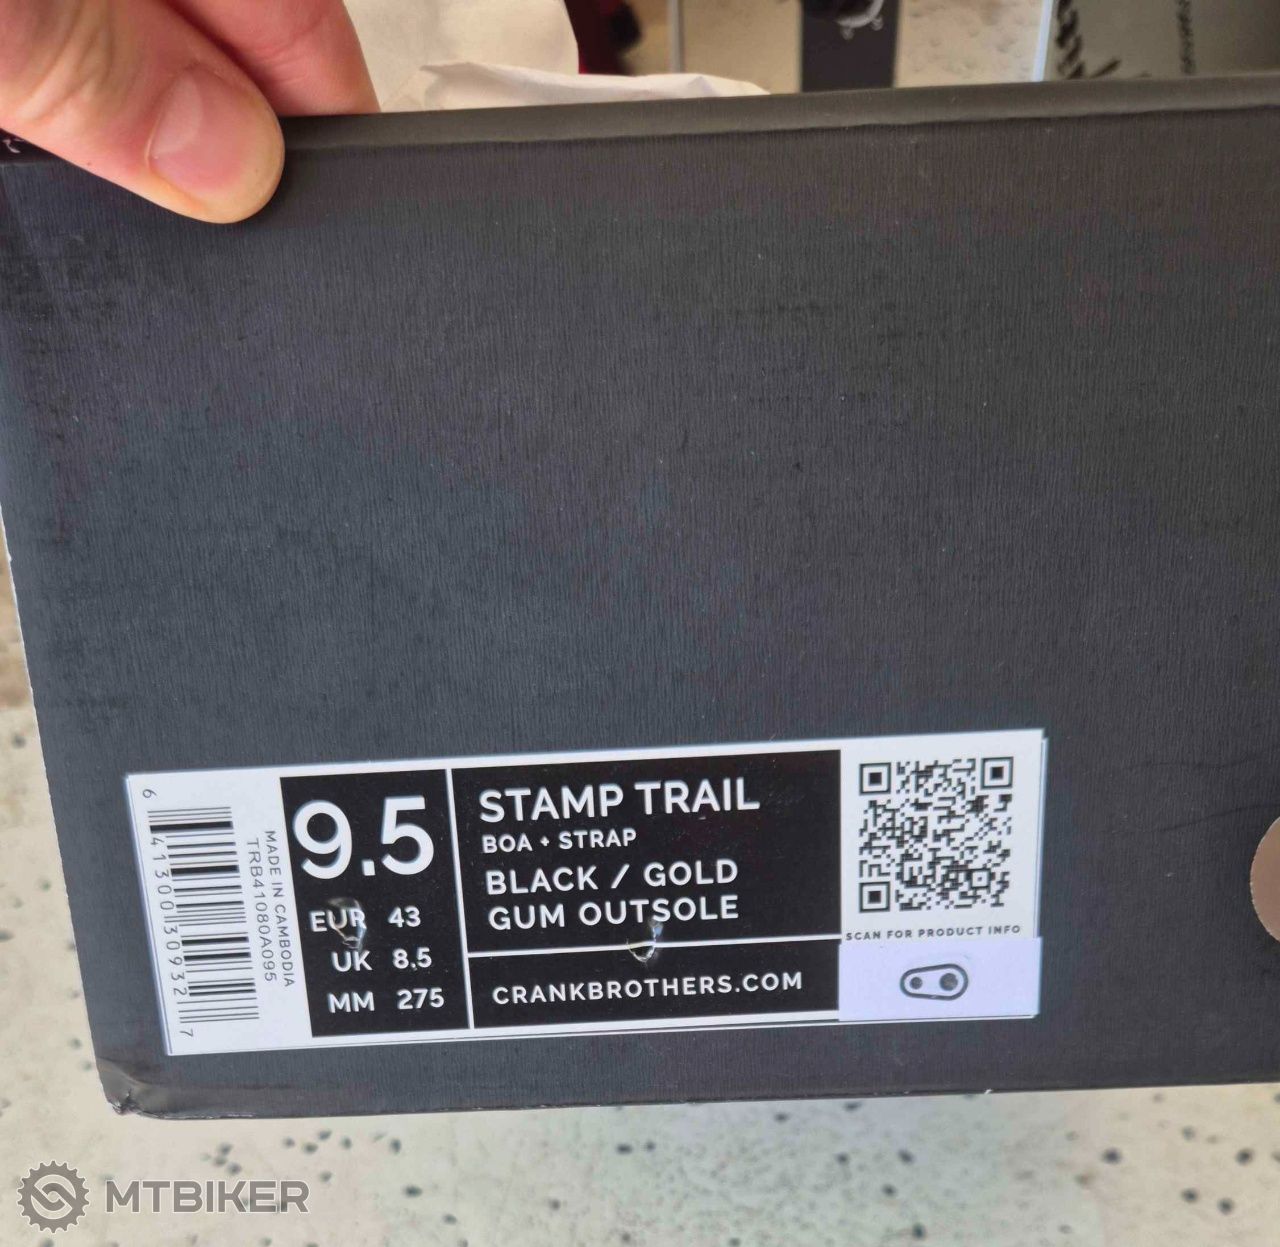 6 41300 30932 7
TRB41080A095
MADE IN CAMBODIA
9.5
EUR 43
UK 8.5
MM 275
STAMP TRAIL
BOA + STRAP
BLACK / GOLD
GUM OUTSOLE
CRANKBROTHERS.COM
SCAN FOR PRODUCT INFO
MTBIKER